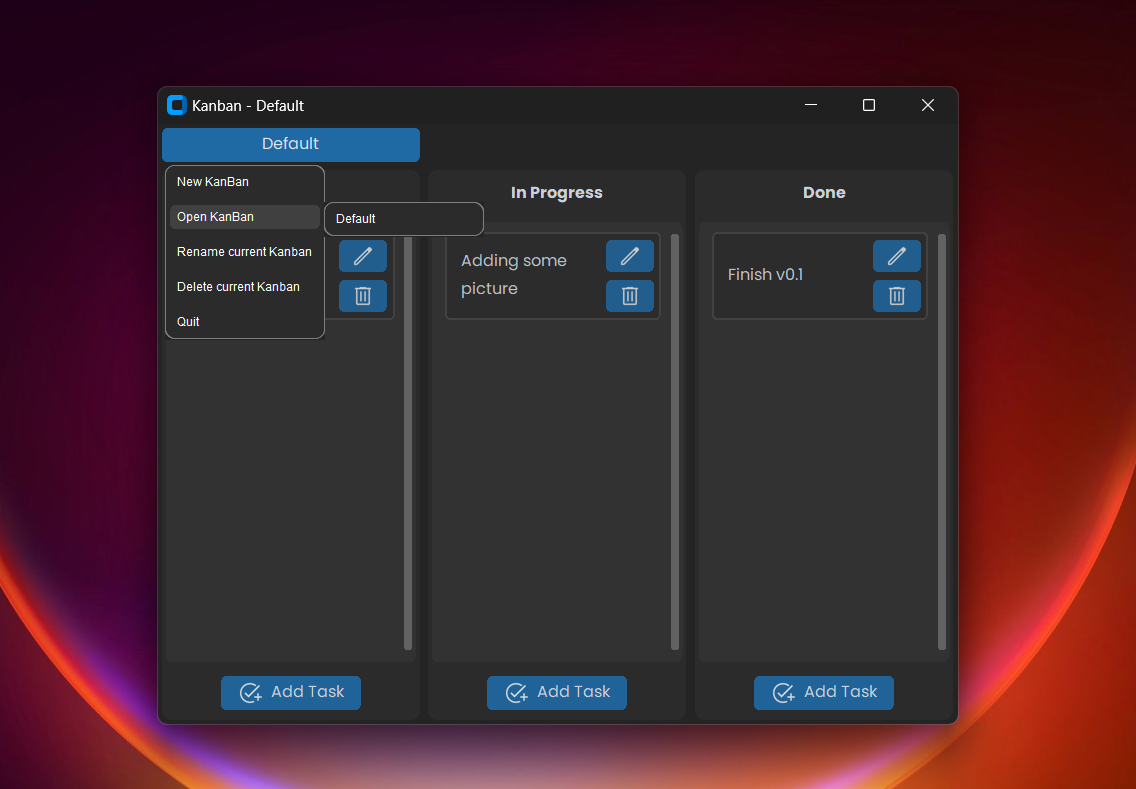 Kanban - Default
Default
New KanBan
Open KanBan
Default
Rename current Kanban
Delete current Kanban
Quit
In Progress
Adding some
picture
Done
Finish v0.1
Add Task
Add Task
Add Task